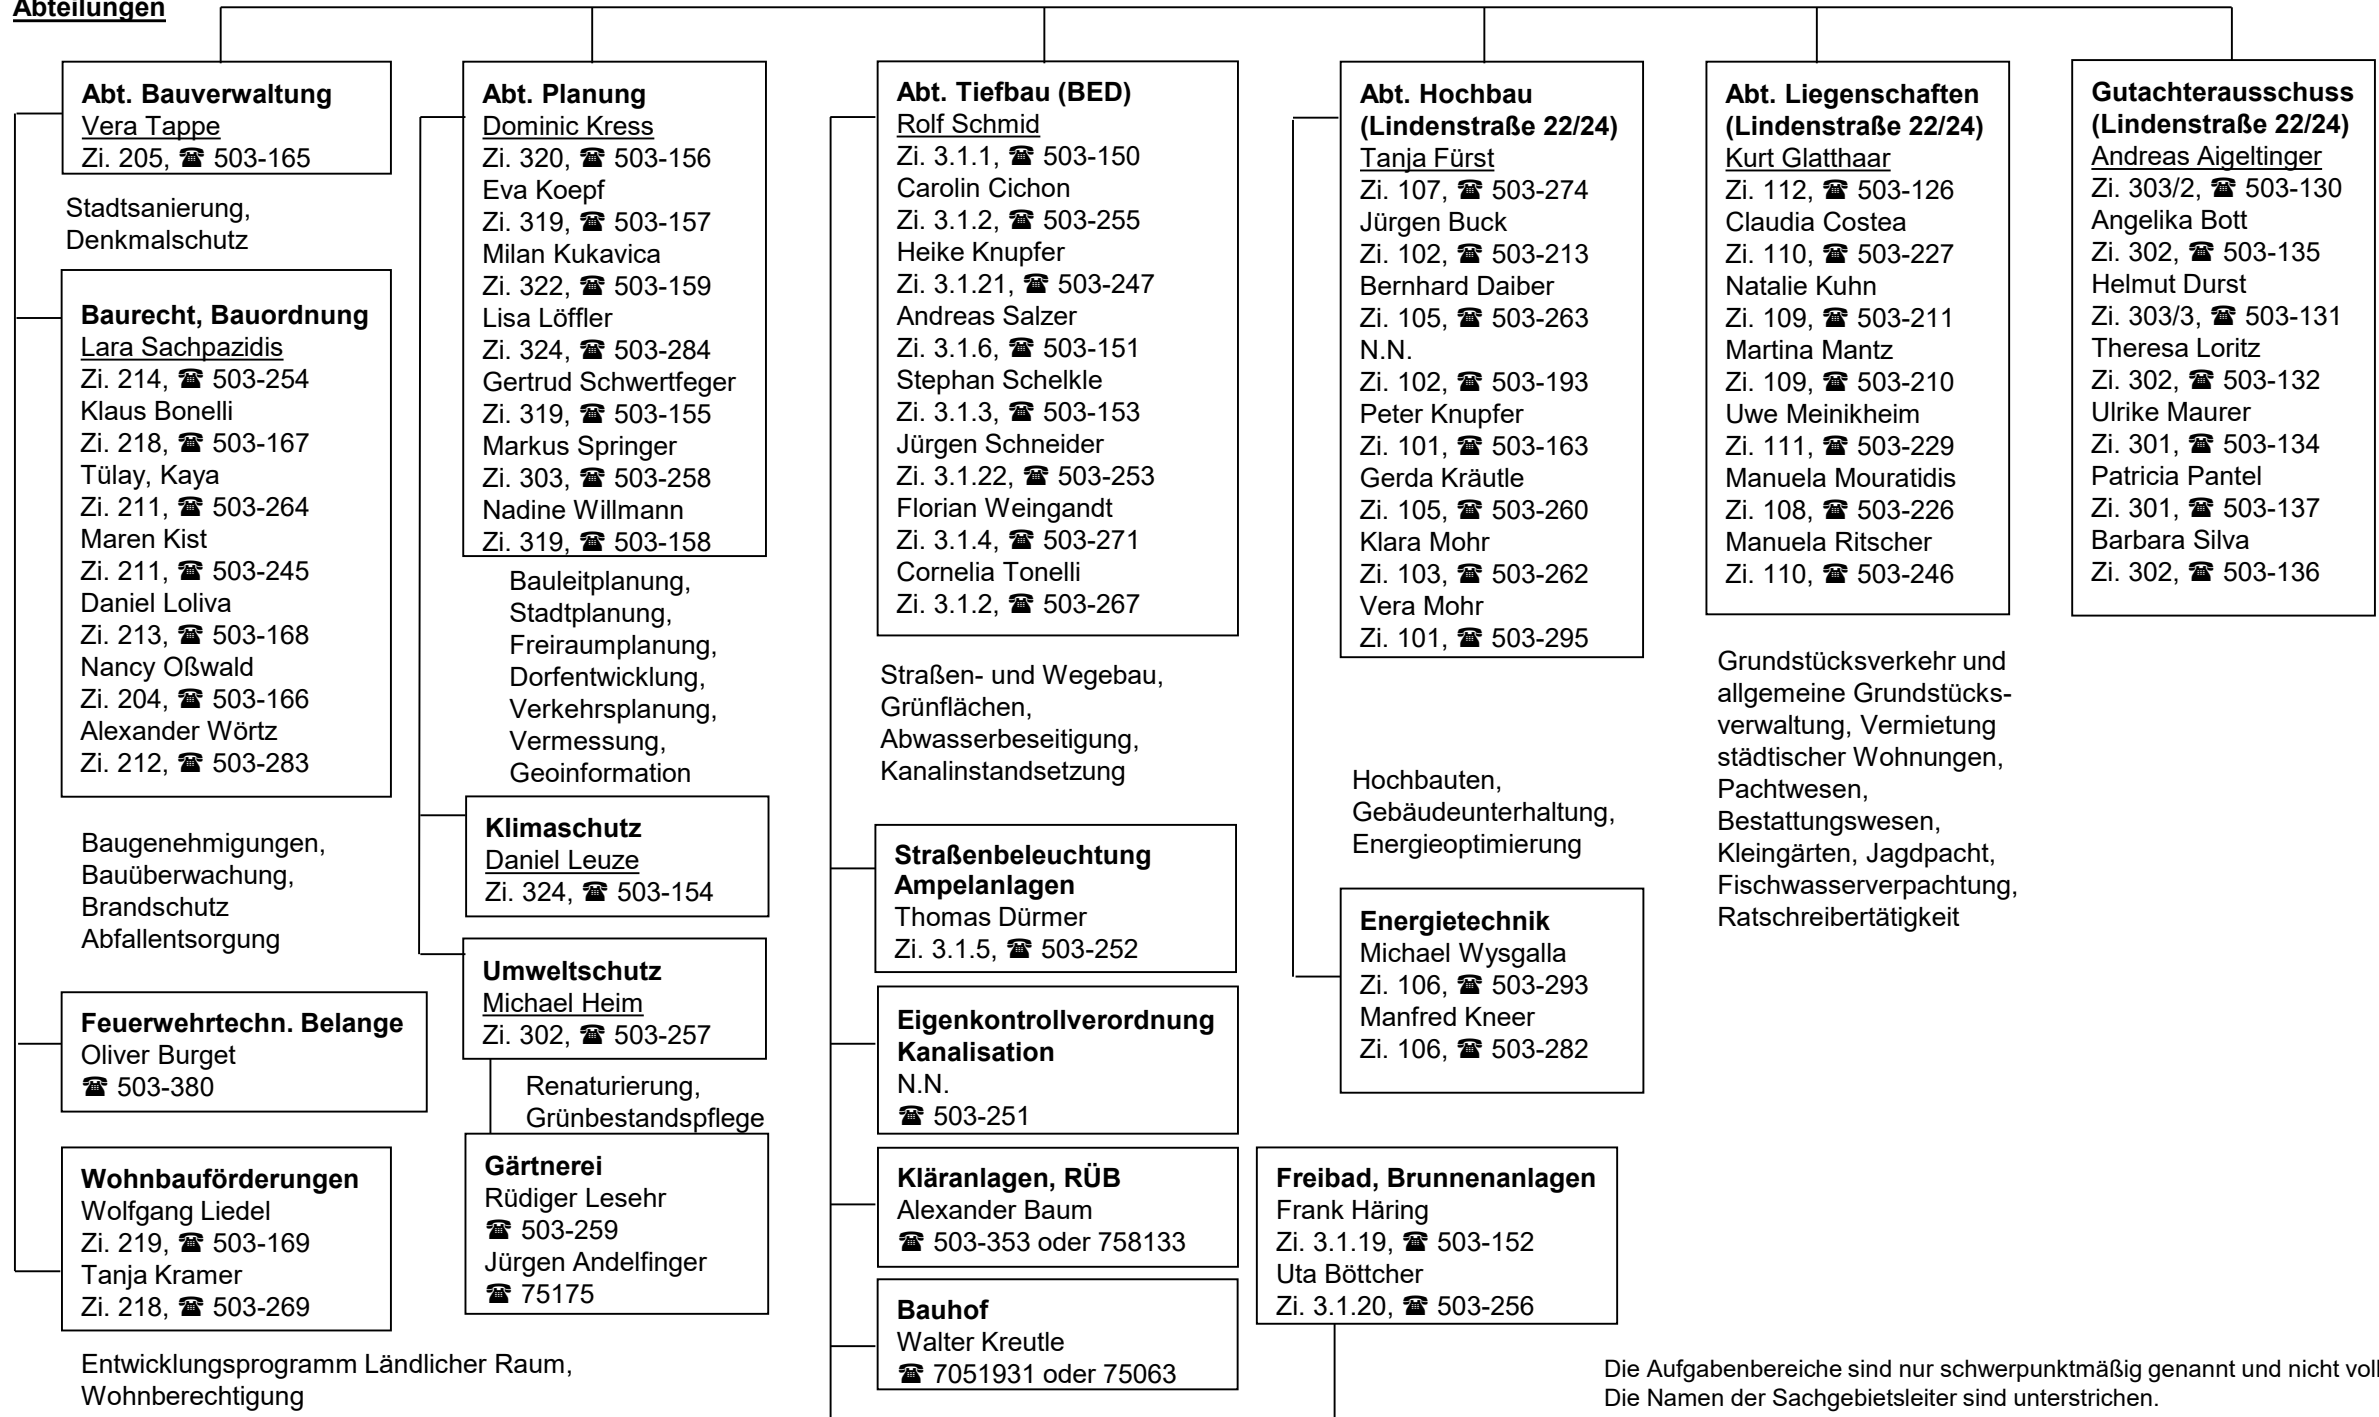 Abteilungen
Abt. Bauverwaltung
Vera Tappe
Zi. 205, ☎ 503-165
Stadtsanierung,
Denkmalschutz
Baurecht, Bauordnung
Lara Sachpazidis
Zi. 214, ☎ 503-254
Klaus Bonelli
Zi. 218, ☎ 503-167
Tülay, Kaya
Zi. 211, ☎ 503-264
Maren Kist
Zi. 211, ☎ 503-245
Daniel Loliva
Zi. 213, ☎ 503-168
Nancy Oßwald
Zi. 204, ☎ 503-166
Alexander Wörtz
Zi. 212, ☎ 503-283
Baugenehmigungen,
Bauüberwachung,
Brandschutz
Abfallentsorgung
Feuerwehrtechn. Belange
Oliver Burget
☎ 503-380
Wohnbauförderungen
Wolfgang Liedel
Zi. 219, ☎ 503-169
Tanja Kramer
Zi. 218, ☎ 503-269
Entwicklungsprogramm Ländlicher Raum,
Wohnberechtigung
Abt. Planung
Dominic Kress
Zi. 320, ☎ 503-156
Eva Koepf
Zi. 319, ☎ 503-157
Milan Kukavica
Zi. 322, ☎ 503-159
Lisa Löffler
Zi. 324, ☎ 503-284
Gertrud Schwertfeger
Zi. 319, ☎ 503-155
Markus Springer
Zi. 303, ☎ 503-258
Nadine Willmann
Zi. 319, ☎ 503-158
Bauleitplanung,
Stadtplanung,
Freiraumplanung,
Dorfentwicklung,
Verkehrsplanung,
Vermessung,
Geoinformation
Klimaschutz
Daniel Leuze
Zi. 324, ☎ 503-154
Umweltschutz
Michael Heim
Zi. 302, ☎ 503-257
Renaturierung,
Grünbestandspflege
Gärtnerei
Rüdiger Lesehr
☎ 503-259
Jürgen Andelfinger
☎ 75175
Abt. Tiefbau (BED)
Rolf Schmid
Zi. 3.1.1, ☎ 503-150
Carolin Cichon
Zi. 3.1.2, ☎ 503-255
Heike Knupfer
Zi. 3.1.21, ☎ 503-247
Andreas Salzer
Zi. 3.1.6, ☎ 503-151
Stephan Schelkle
Zi. 3.1.3, ☎ 503-153
Jürgen Schneider
Zi. 3.1.22, ☎ 503-253
Florian Weingandt
Zi. 3.1.4, ☎ 503-271
Cornelia Tonelli
Zi. 3.1.2, ☎ 503-267
Straßen- und Wegebau,
Grünflächen,
Abwasserbeseitigung,
Kanalinstandsetzung
Straßenbeleuchtung
Ampelanlagen
Thomas Dürmer
Zi. 3.1.5, ☎ 503-252
Eigenkontrollverordnung
Kanalisation
N.N.
☎ 503-251
Kläranlagen, RÜB
Alexander Baum
☎ 503-353 oder 758133
Bauhof
Walter Kreutle
☎ 7051931 oder 75063
Abt. Hochbau
(Lindenstraße 22/24)
Tanja Fürst
Zi. 107, ☎ 503-274
Jürgen Buck
Zi. 102, ☎ 503-213
Bernhard Daiber
Zi. 105, ☎ 503-263
N.N.
Zi. 102, ☎ 503-193
Peter Knupfer
Zi. 101, ☎ 503-163
Gerda Kräutle
Zi. 105, ☎ 503-260
Klara Mohr
Zi. 103, ☎ 503-262
Vera Mohr
Zi. 101, ☎ 503-295
Hochbauten,
Gebäudeunterhaltung,
Energieoptimierung
Energietechnik
Michael Wysgalla
Zi. 106, ☎ 503-293
Manfred Kneer
Zi. 106, ☎ 503-282
Freibad, Brunnenanlagen
Frank Häring
Zi. 3.1.19, ☎ 503-152
Uta Böttcher
Zi. 3.1.20, ☎ 503-256
Abt. Liegenschaften
(Lindenstraße 22/24)
Kurt Glatthaar
Zi. 112, ☎ 503-126
Claudia Costea
Zi. 110, ☎ 503-227
Natalie Kuhn
Zi. 109, ☎ 503-211
Martina Mantz
Zi. 109, ☎ 503-210
Uwe Meinikheim
Zi. 111, ☎ 503-229
Manuela Mouratidis
Zi. 108, ☎ 503-226
Manuela Ritscher
Zi. 110, ☎ 503-246
Grundstücksverkehr und
allgemeine Grundstücks-
verwaltung, Vermietung
städtischer Wohnungen,
Pachtwesen,
Bestattungswesen,
Kleingärten, Jagdpacht,
Fischwasserverpachtung,
Ratschreibertätigkeit
Gutachterausschuss
(Lindenstraße 22/24)
Andreas Aigeltinger
Zi. 303/2, ☎ 503-130
Angelika Bott
Zi. 302, ☎ 503-135
Helmut Durst
Zi. 303/3, ☎ 503-131
Theresa Loritz
Zi. 302, ☎ 503-132
Ulrike Maurer
Zi. 301, ☎ 503-134
Patricia Pantel
Zi. 301, ☎ 503-137
Barbara Silva
Zi. 302, ☎ 503-136
Die Aufgabenbereiche sind nur schwerpunktmäßig genannt und nicht voll
Die Namen der Sachgebietsleiter sind unterstrichen.